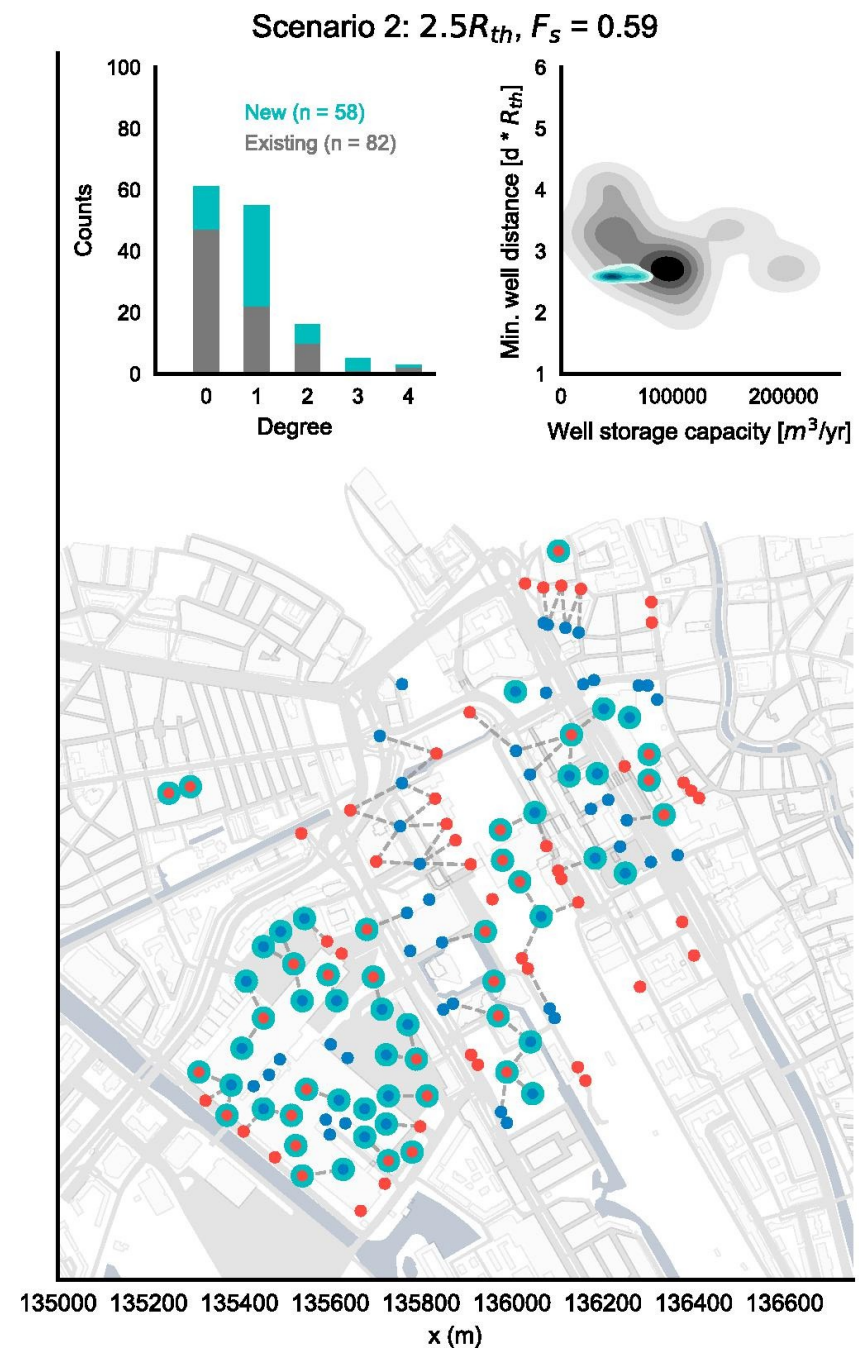 Scenario 2: 2.5R_th, F_s = 0.59
100
80
60
40
20
0
Counts
New (n = 58)
Existing (n = 82)
0 1 2 3 4
Degree
6
5
4
3
2
1
Min. well distance [d * R_th]
0 100000 200000
Well storage capacity [m³/yr]
135000 135200 135400 135600 135800 136000 136200 136400 136600
x (m)